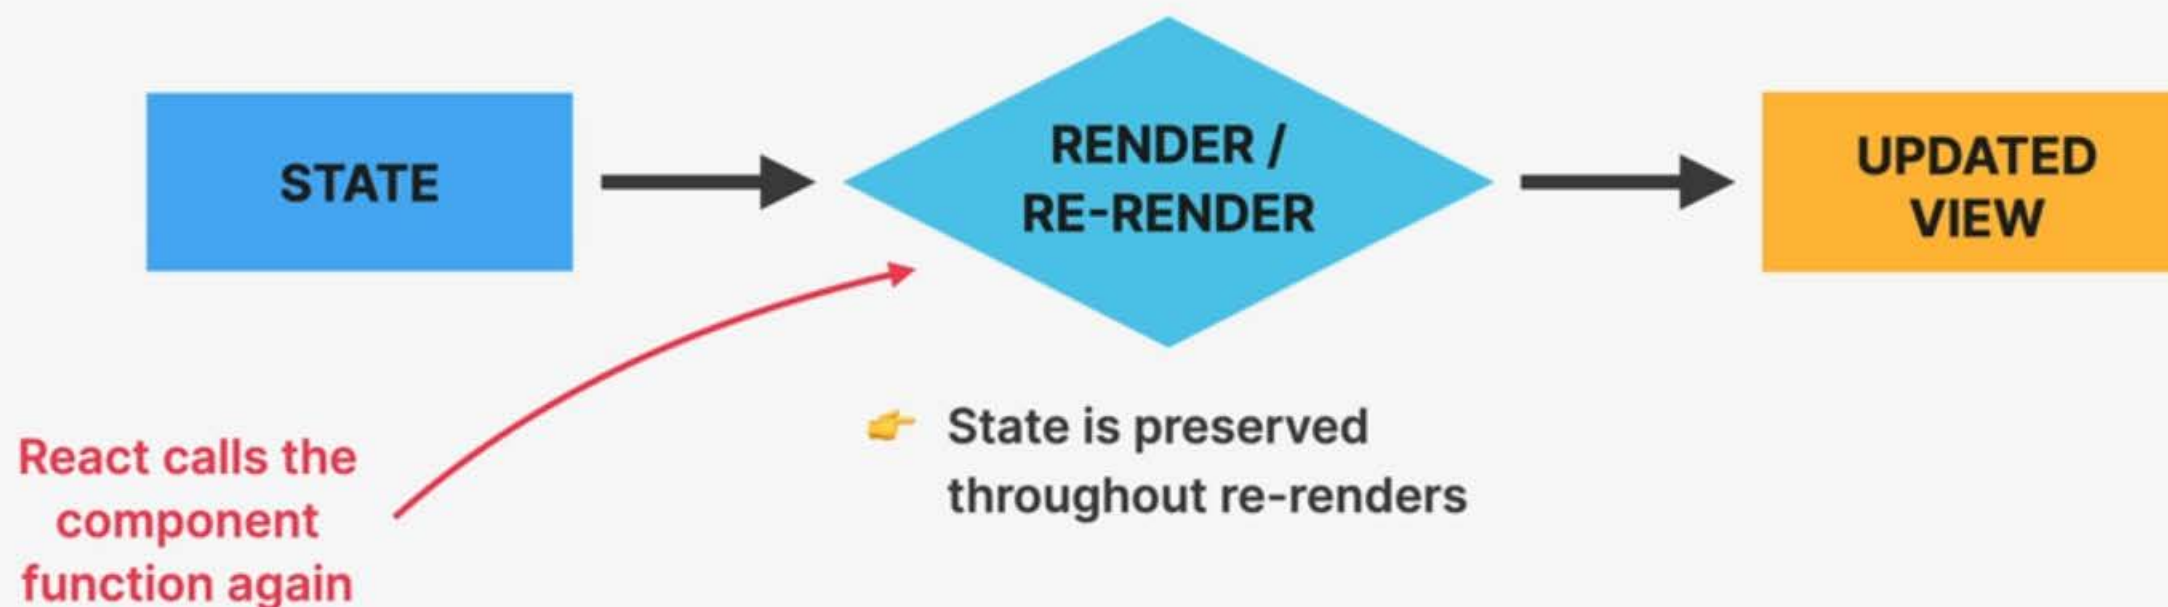 STATE
RENDER /
RE-RENDER
UPDATED
VIEW
React calls the
component
function again
👉 State is preserved
throughout re-renders